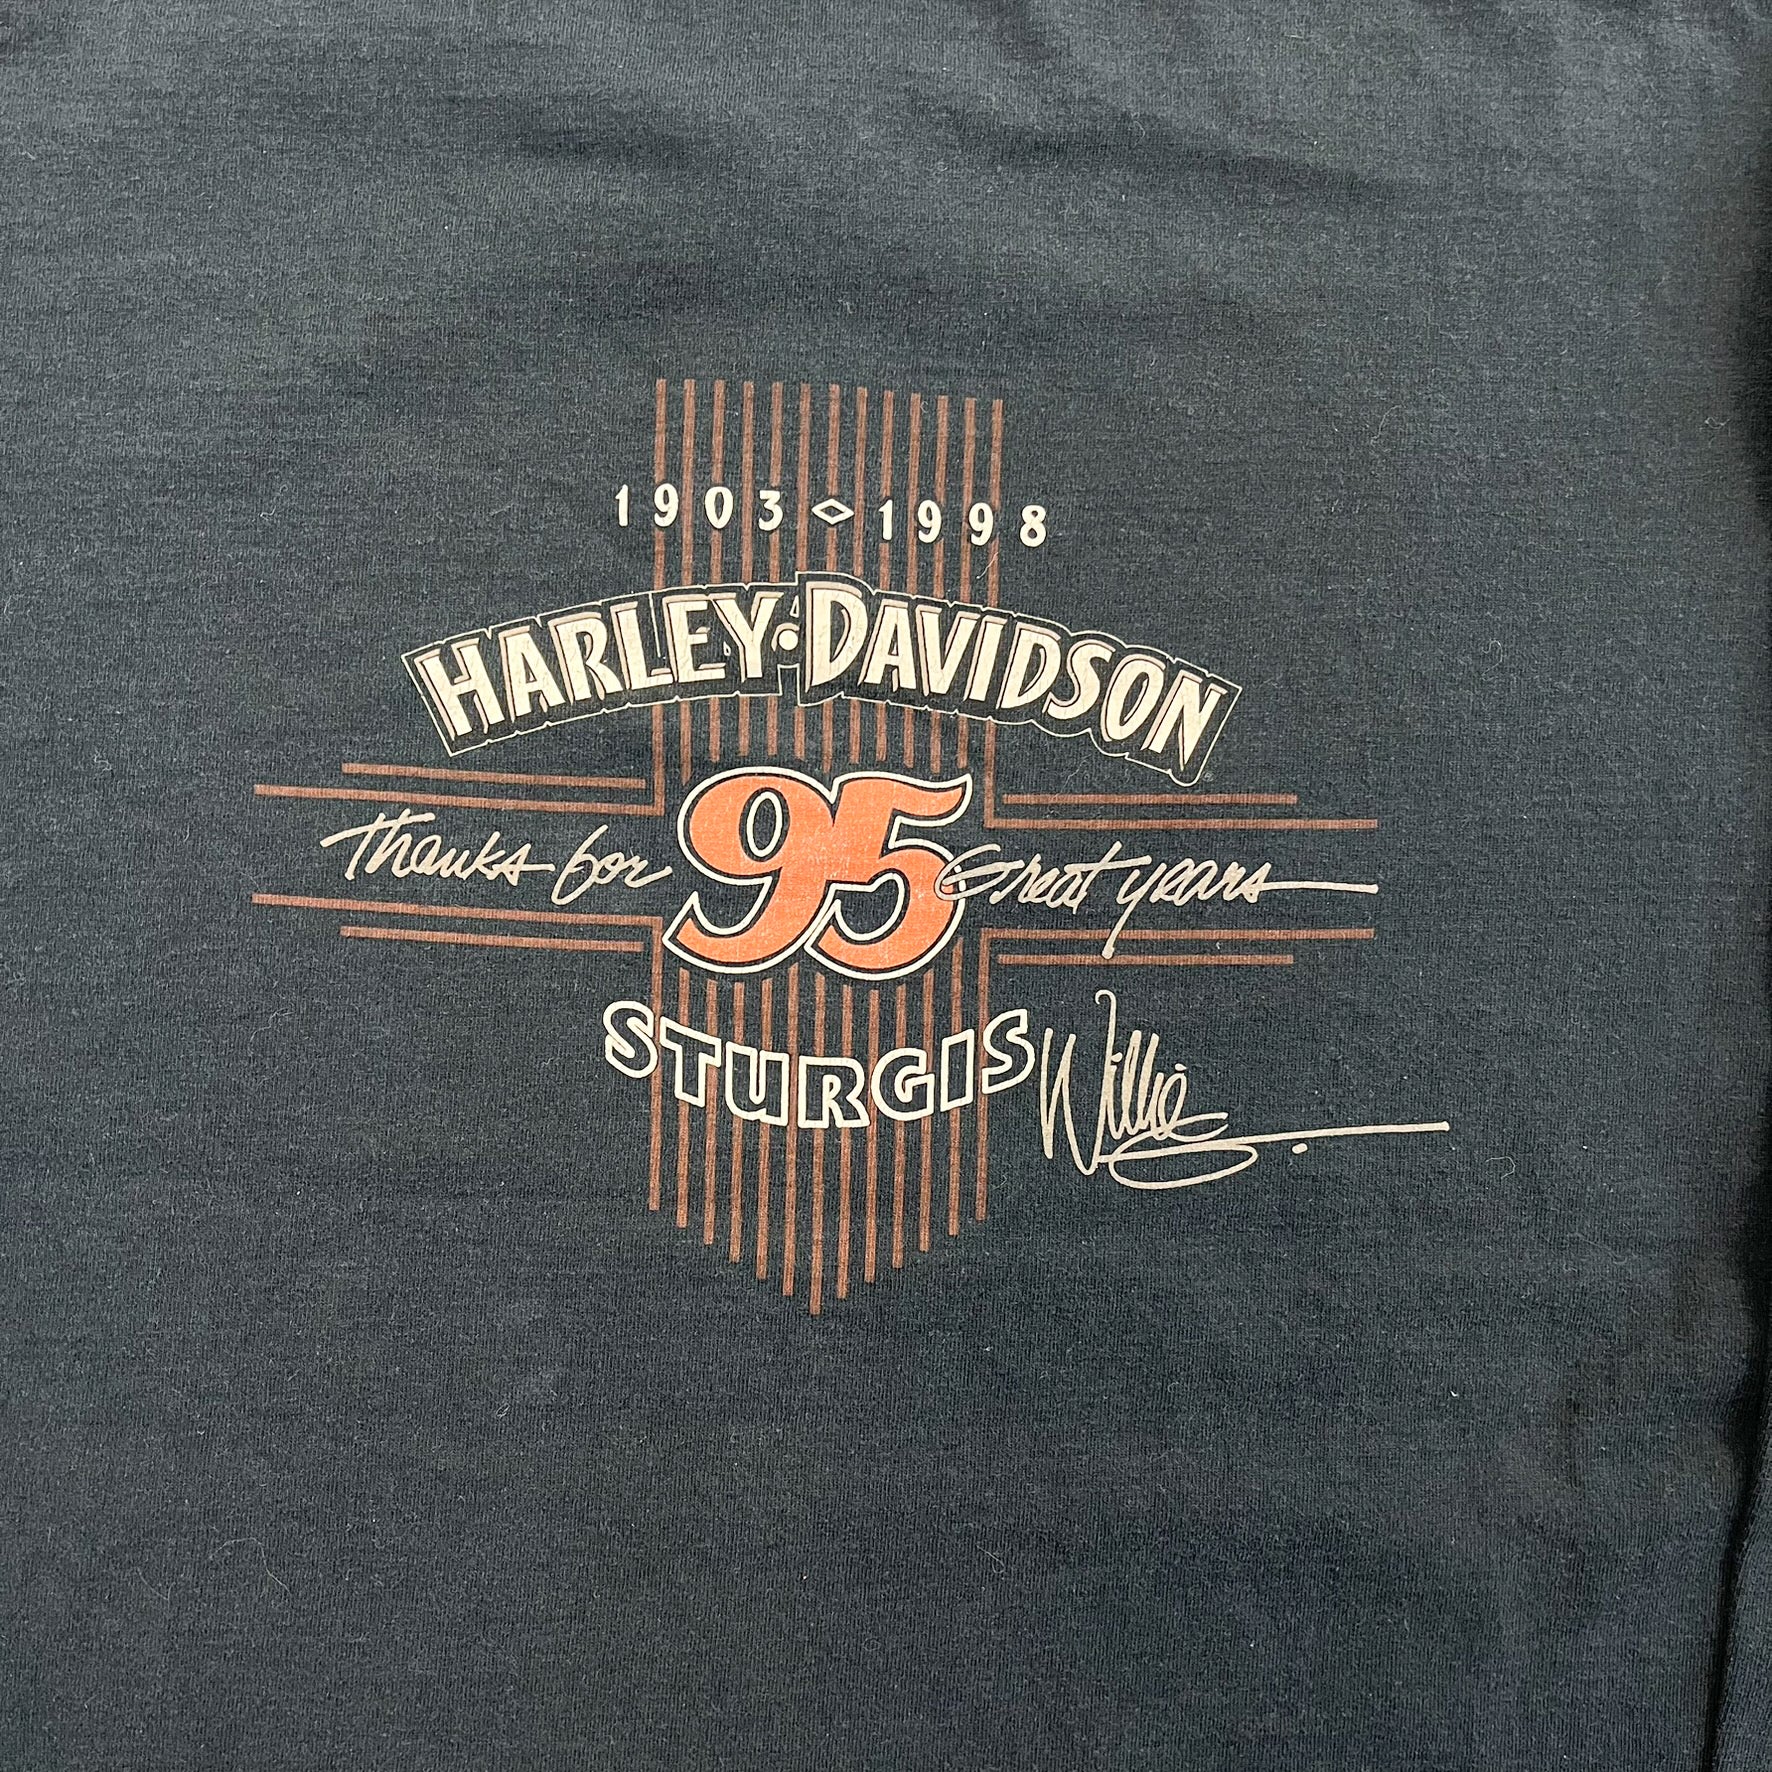 1903 ◇ 1998
HARLEY-DAVIDSON®
Thanks for 95 Great years
STURGIS Willie G.